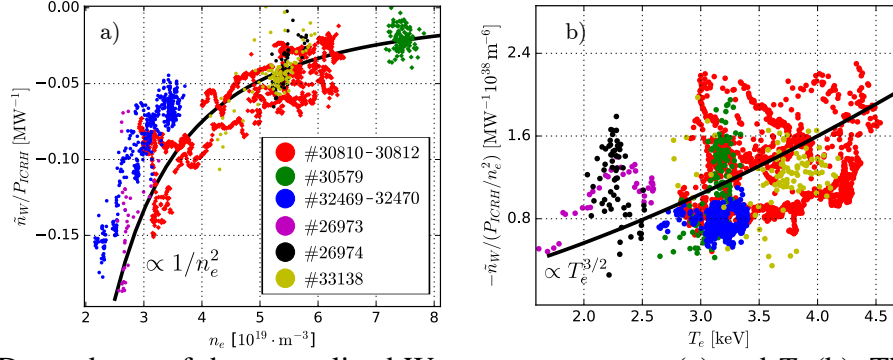 a)
0.00
−0.05
−0.10
−0.15
ñ_W/P_ICRH [MW⁻¹]
∝ 1/n_e²
#30810-30812
#30579
#32469-32470
#26973
#26974
#33138
2 3 4 5 6 7 8
n_e [10¹⁹ · m⁻³]
b)
2.4
1.6
0.8
−ñ_W/(P_ICRH/n_e²) [MW⁻¹10³⁸m⁻⁶]
∝ T_e^3/2
2.0 2.5 3.0 3.5 4.0 4.5
T_e [keV]